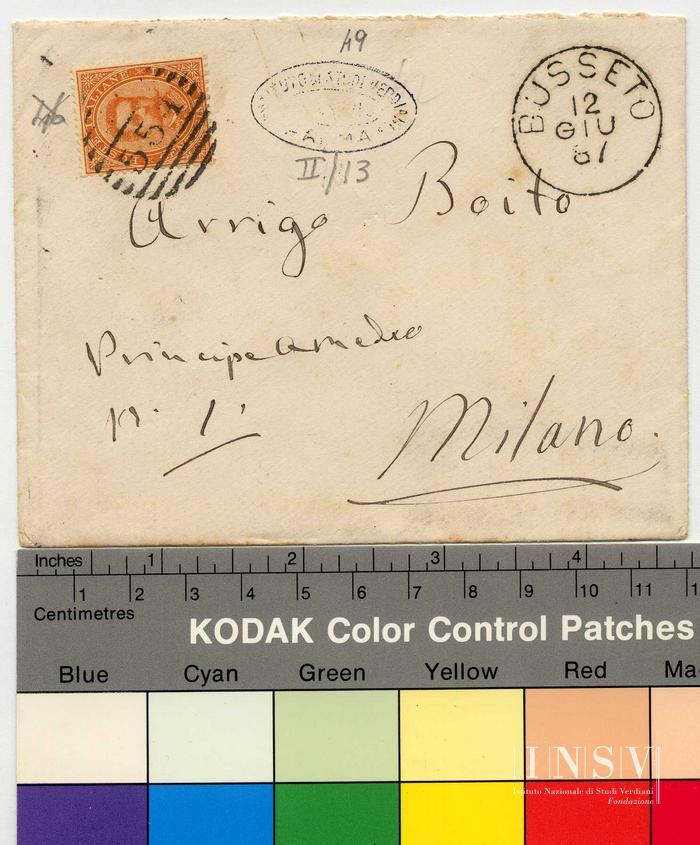 49
BUSSETO
12
GIU
87
II/13
Arrigo Boito
Principe Amedeo
N. 1.
Milano.
Inches 1 2 3 4
1 2 3 4 5 6 7 8 9 10 11
Centimetres
KODAK Color Control Patches
Blue Cyan Green Yellow Red
INSV
Istituto Nazionale di Studi Verdiani
Fondazione